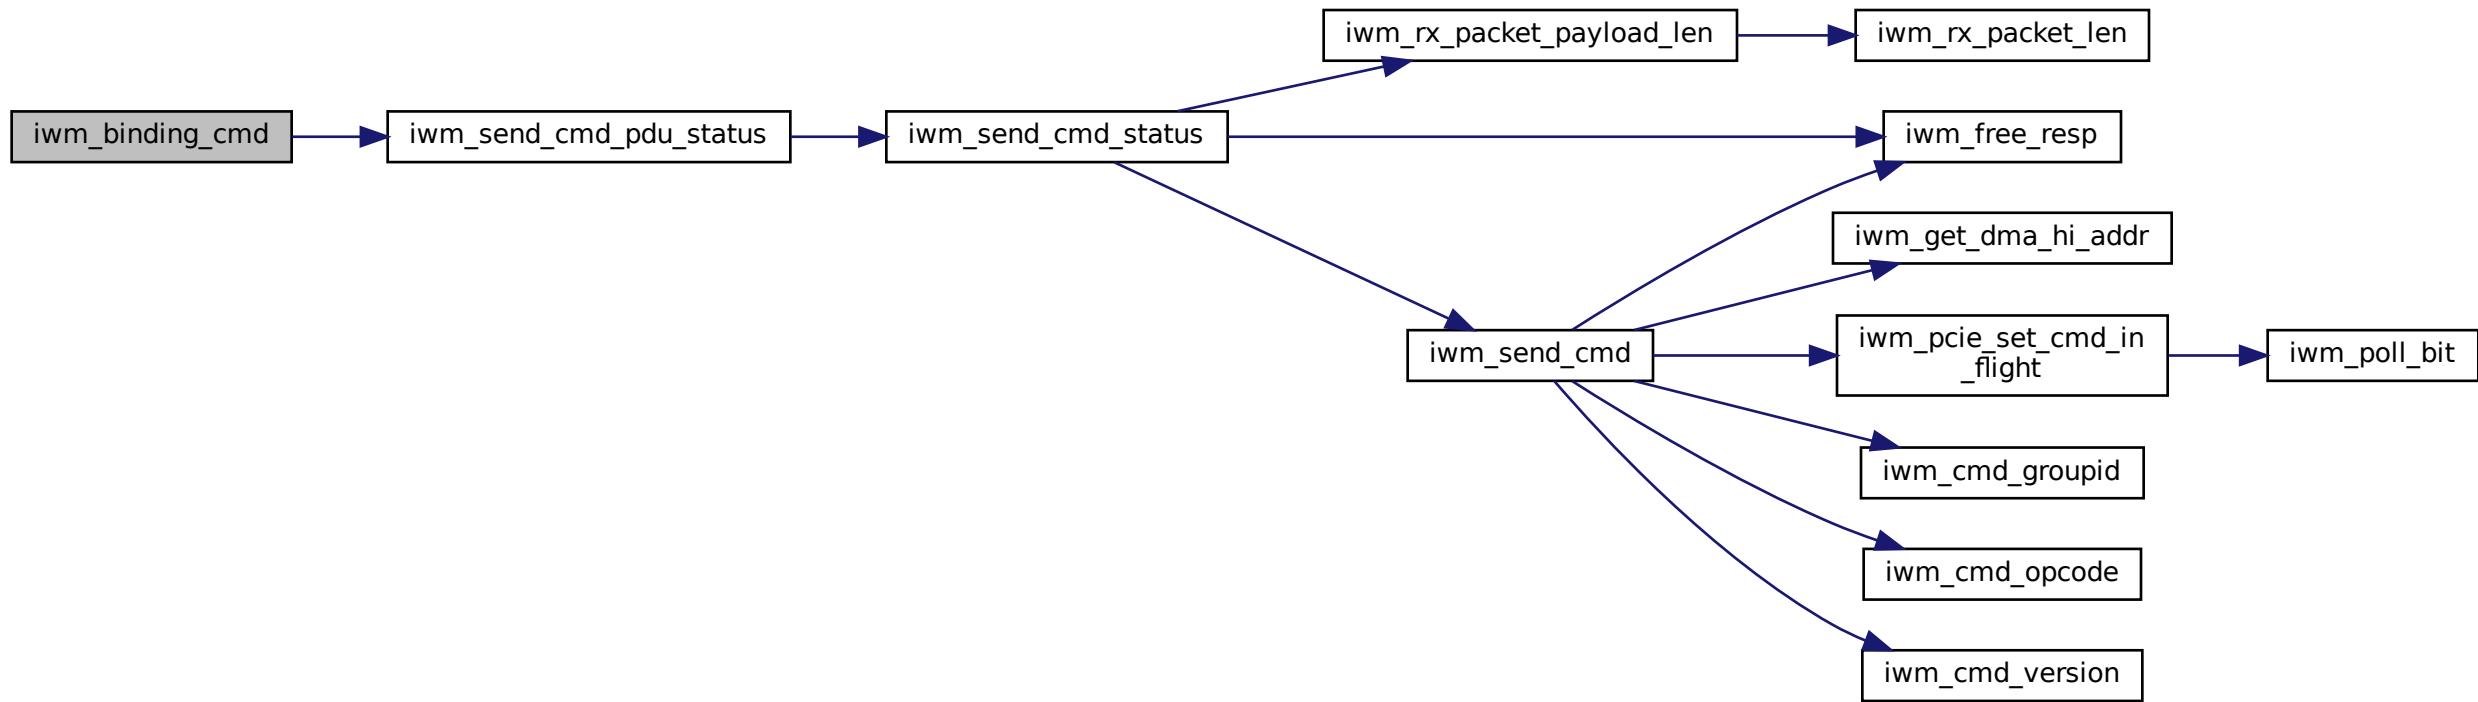 iwm_binding_cmd
iwm_send_cmd_pdu_status
iwm_send_cmd_status
iwm_rx_packet_payload_len
iwm_rx_packet_len
iwm_free_resp
iwm_send_cmd
iwm_get_dma_hi_addr
iwm_pcie_set_cmd_in
_flight
iwm_poll_bit
iwm_cmd_groupid
iwm_cmd_opcode
iwm_cmd_version